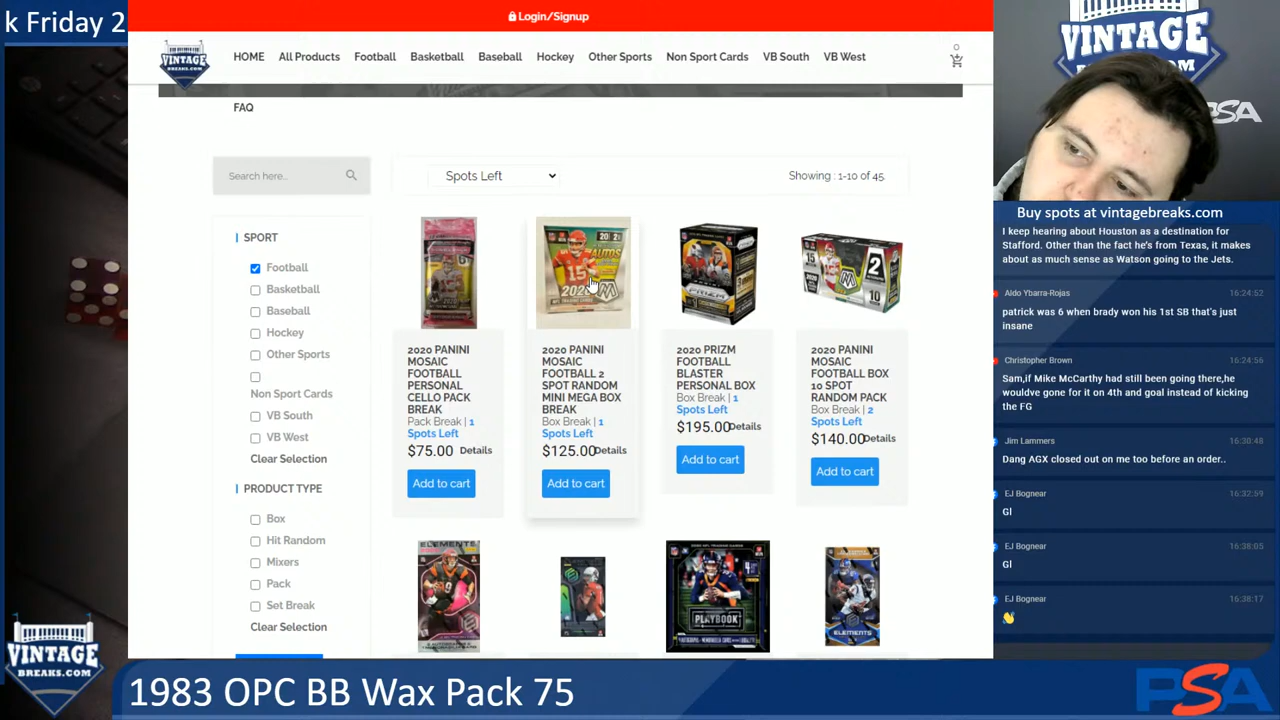 k Friday 2
Login/Signup
VINTAGE
BREAKS.COM
HOME All Products Football Basketball Baseball Hockey Other Sports Non Sport Cards VB South VB West
0
FAQ
Search here...
Spots Left
Showing : 1-10 of 45.
SPORT
Football
Basketball
Baseball
Hockey
Other Sports
Non Sport Cards
VB South
VB West
Clear Selection
PRODUCT TYPE
Box
Hit Random
Mixers
Pack
Set Break
Clear Selection
2020 PANINI
MOSAIC
FOOTBALL
PERSONAL
CELLO PACK
BREAK
Pack Break | 1
Spots Left
$75.00 Details
Add to cart
2020 PANINI
MOSAIC
FOOTBALL 2
SPOT RANDOM
MINI MEGA BOX
BREAK
Box Break | 1
Spots Left
$125.00 Details
Add to cart
2020 PRIZM
FOOTBALL
BLASTER
PERSONAL BOX
Box Break | 1
Spots Left
$195.00 Details
Add to cart
2020 PANINI
MOSAIC
FOOTBALL BOX
10 SPOT
RANDOM PACK
Box Break | 2
Spots Left
$140.00 Details
Add to cart
ELEMENTS
PLAYBOOK
ELEMENTS
VINTAGE
BREAKS.COM
PSA
Buy spots at vintagebreaks.com
I keep hearing about Houston as a destination for
Stafford. Other than the fact he's from Texas, it makes
about as much sense as Watson going to the Jets.
Aldo Ybarra-Rojas 16:24:52
patrick was 6 when brady won his 1st SB that's just
insane
Christopher Brown 16:24:56
Sam,if Mike McCarthy had still been going there,he
wouldve gone for it on 4th and goal instead of kicking
the FG
Jim Lammers 16:30:48
Dang AGX closed out on me too before an order..
EJ Bognear 16:32:59
Gl
EJ Bognear 16:38:05
Gl
EJ Bognear 16:38:17
👋
VINTAGE
BREAKS.COM
1983 OPC BB Wax Pack 75
PSA